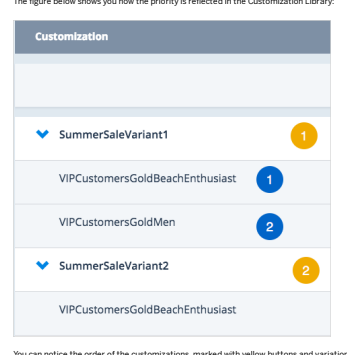 The figure below shows you how the priority is reflected in the Customization Library:
Customization
SummerSaleVariant1
1
VIPCustomersGoldBeachEnthusiast
1
VIPCustomersGoldMen
2
SummerSaleVariant2
2
VIPCustomersGoldBeachEnthusiast
You can notice the order of the customizations, marked with yellow buttons and variation